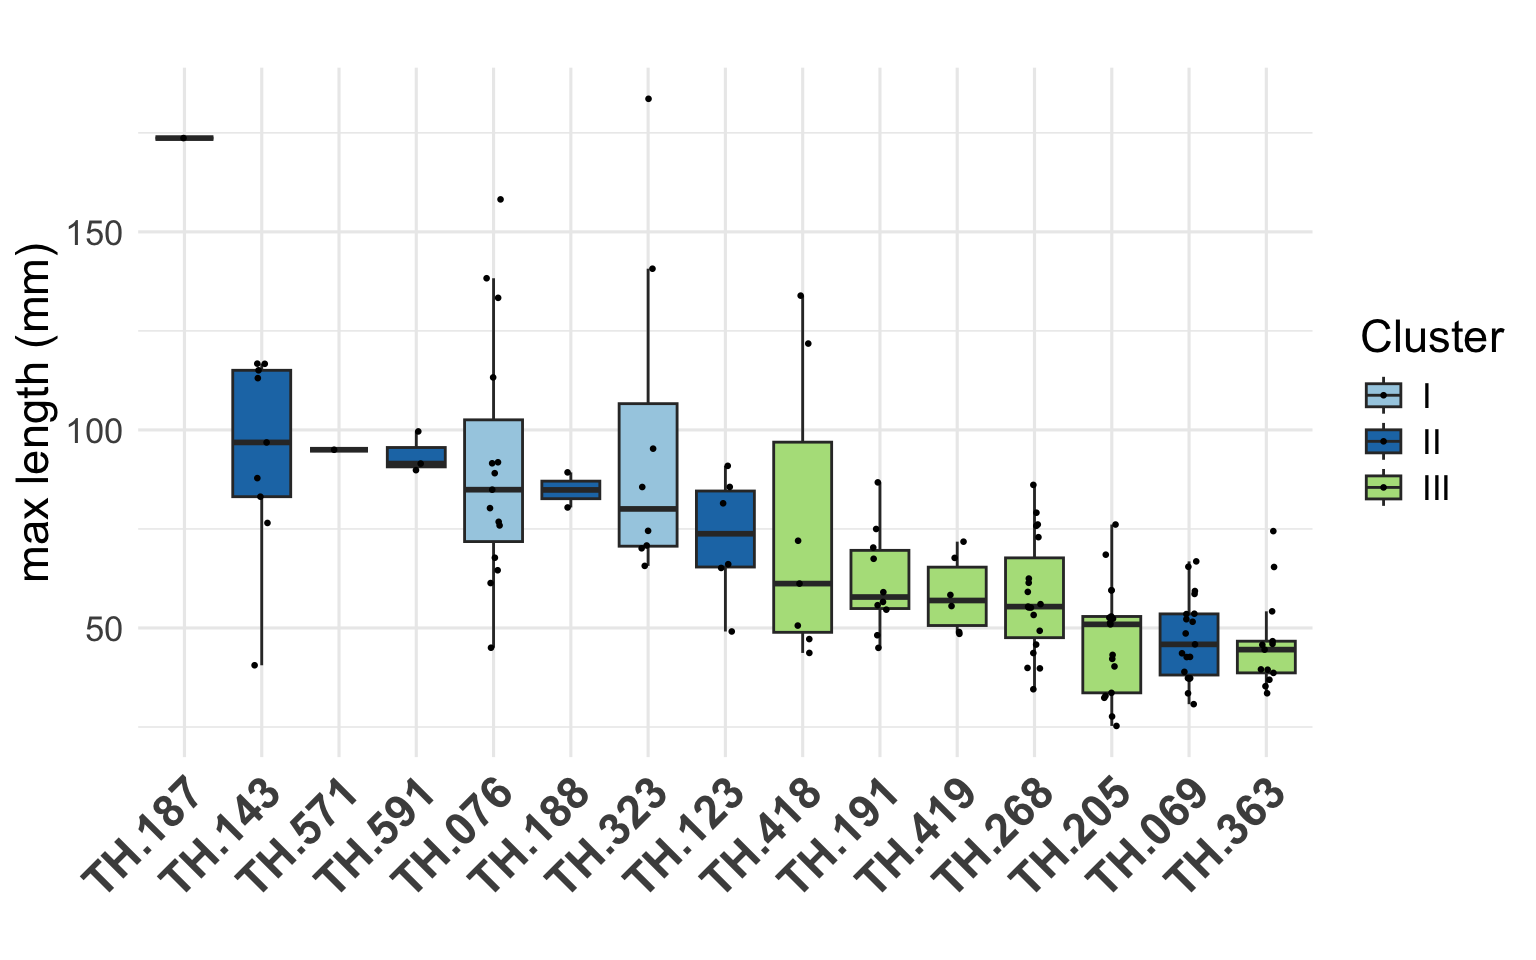 max length (mm)
150
100
50
TH.187
TH.143
TH.571
TH.591
TH.076
TH.188
TH.323
TH.123
TH.418
TH.191
TH.419
TH.268
TH.205
TH.069
TH.363
Cluster
I
II
III